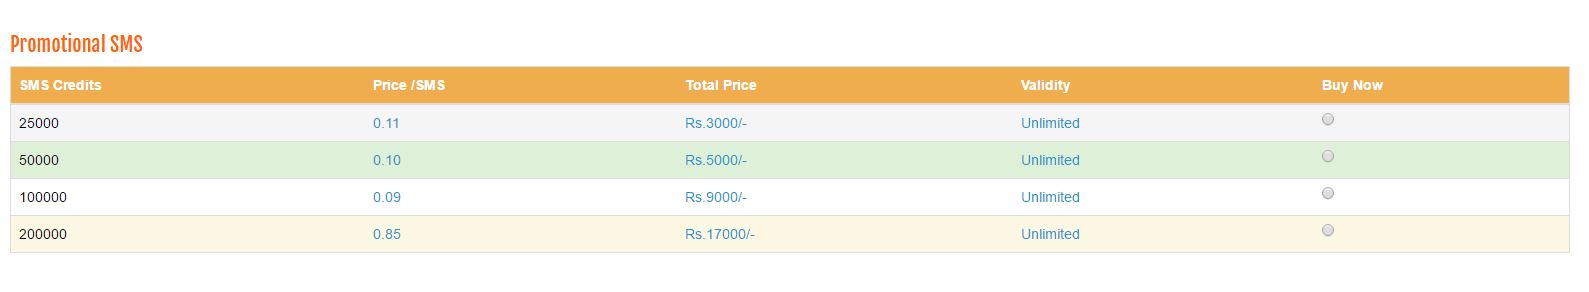 Promotional SMS
SMS Credits Price /SMS Total Price Validity Buy Now
25000 0.11 Rs.3000/- Unlimited
50000 0.10 Rs.5000/- Unlimited
100000 0.09 Rs.9000/- Unlimited
200000 0.85 Rs.17000/- Unlimited